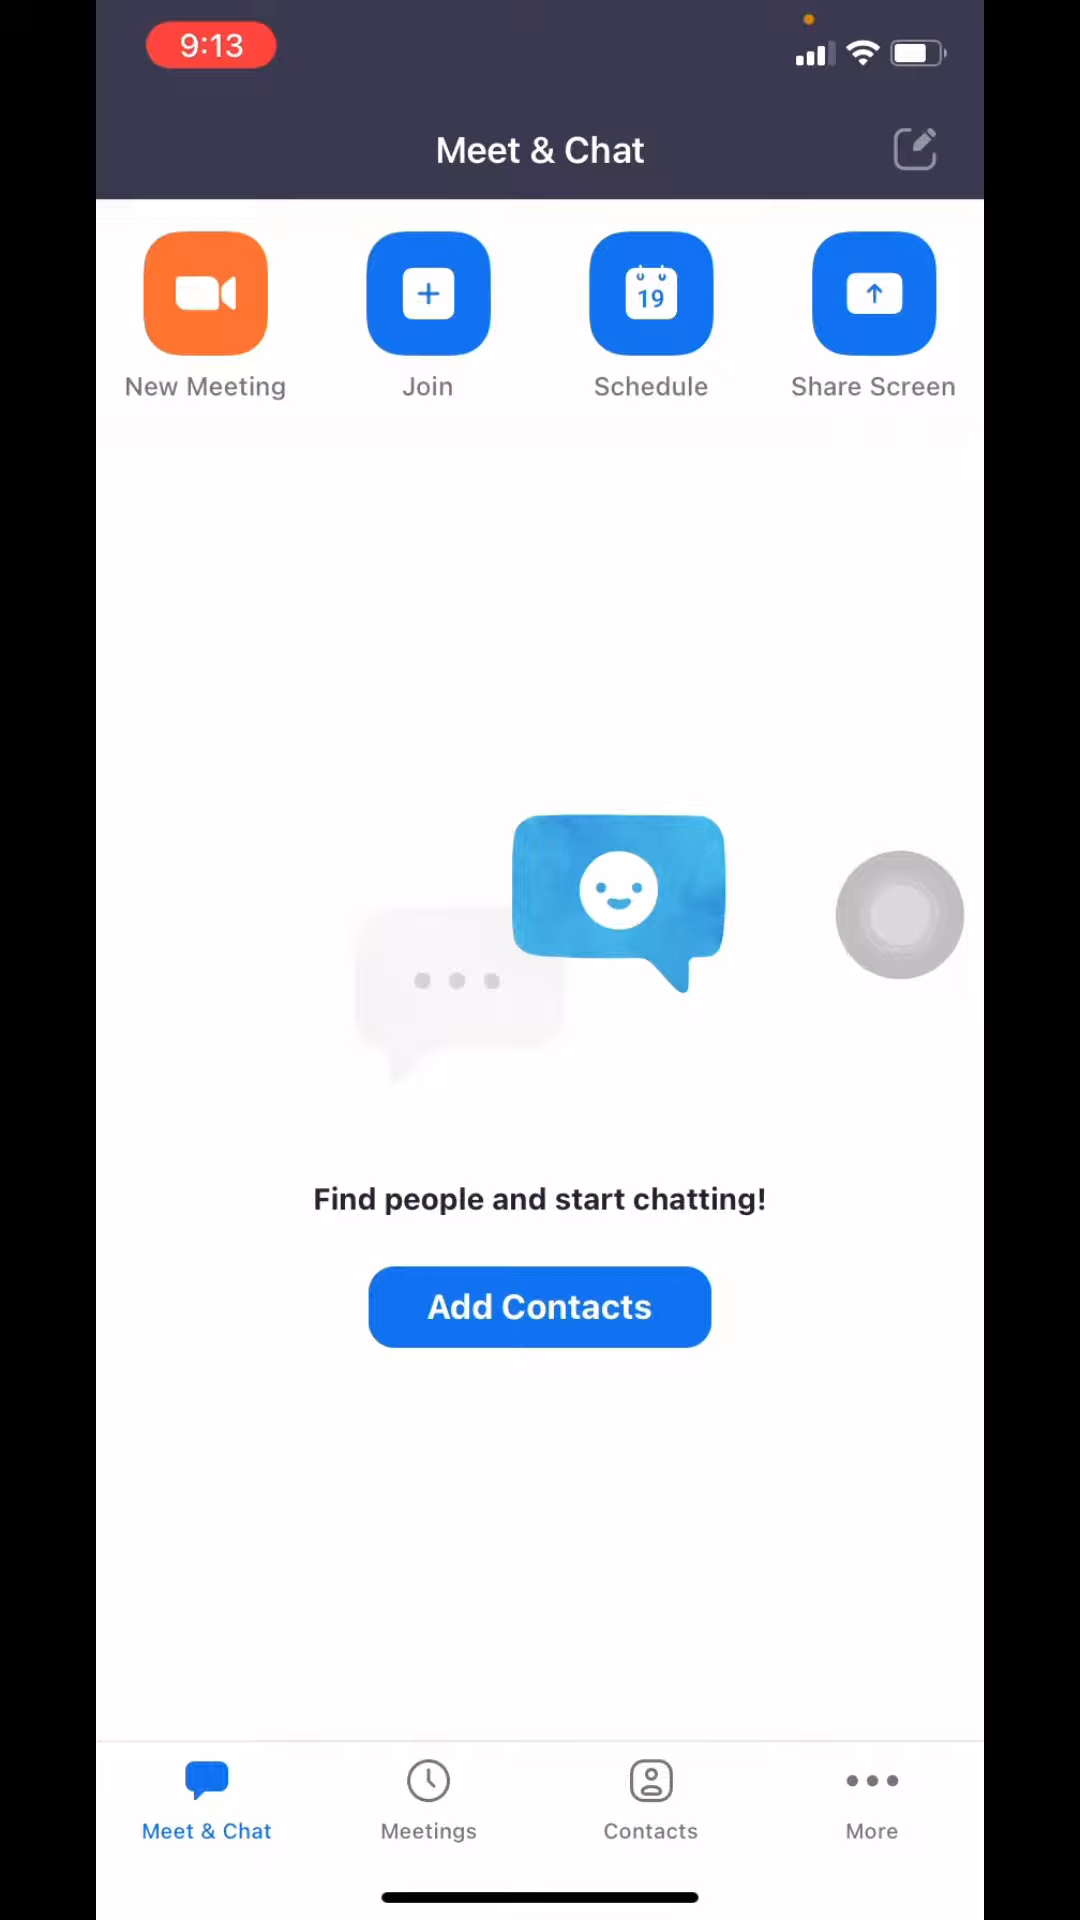 9:13
Meet & Chat
19
New Meeting
Join
Schedule
Share Screen
Find people and start chatting!
Add Contacts
Meet & Chat
Meetings
Contacts
More